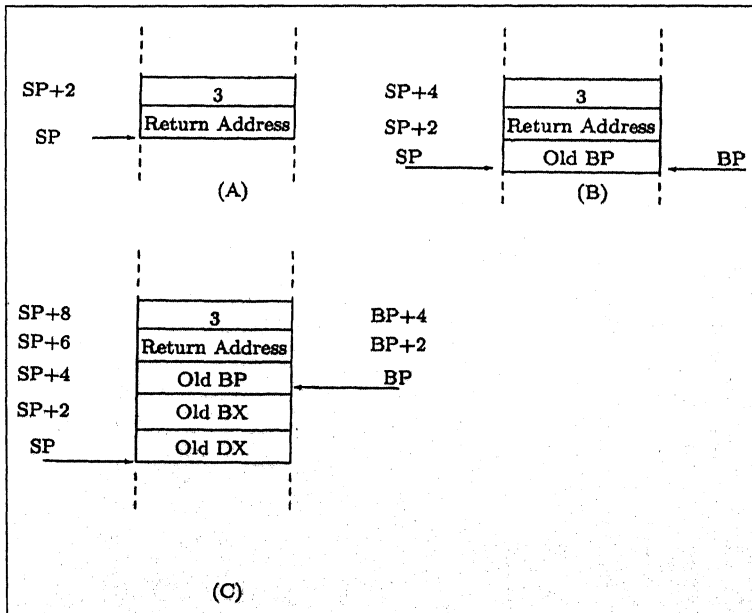 SP+2 3
Return Address
SP
(A)
SP+4 3
SP+2 Return Address
SP Old BP BP
(B)
SP+8 3 BP+4
SP+6 Return Address BP+2
SP+4 Old BP BP
SP+2 Old BX
SP Old DX
(C)